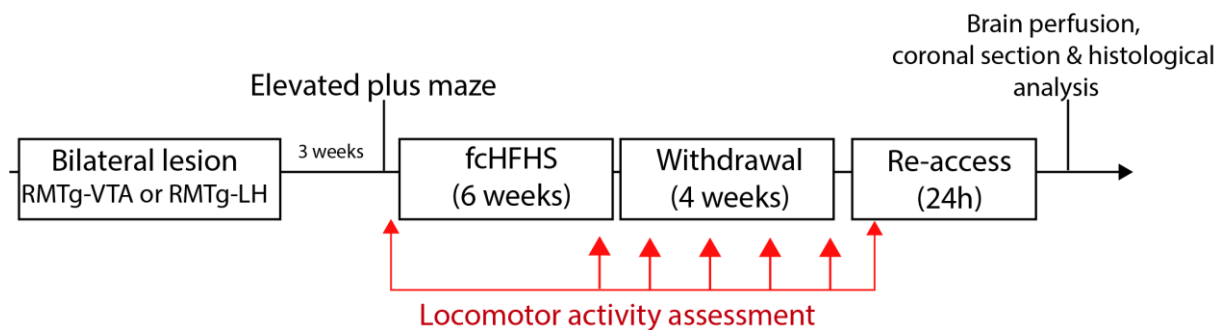 Brain perfusion,
coronal section & histological
analysis
Elevated plus maze
Bilateral lesion
RMTg-VTA or RMTg-LH
3 weeks
fcHFHS
(6 weeks)
Withdrawal
(4 weeks)
Re-access
(24h)
Locomotor activity assessment